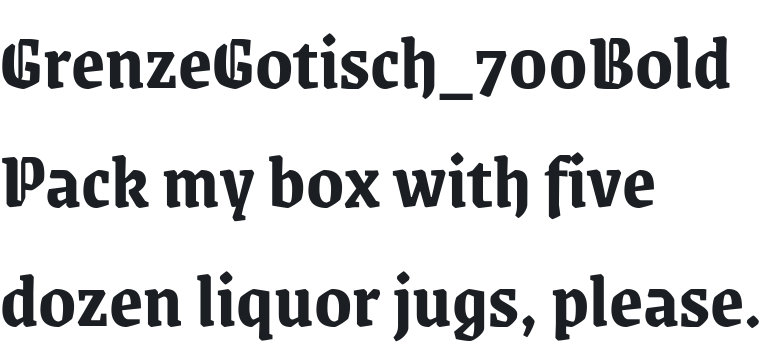 GrenzeGotisch_700Bold
Pack my box with five
dozen liquor jugs, please.